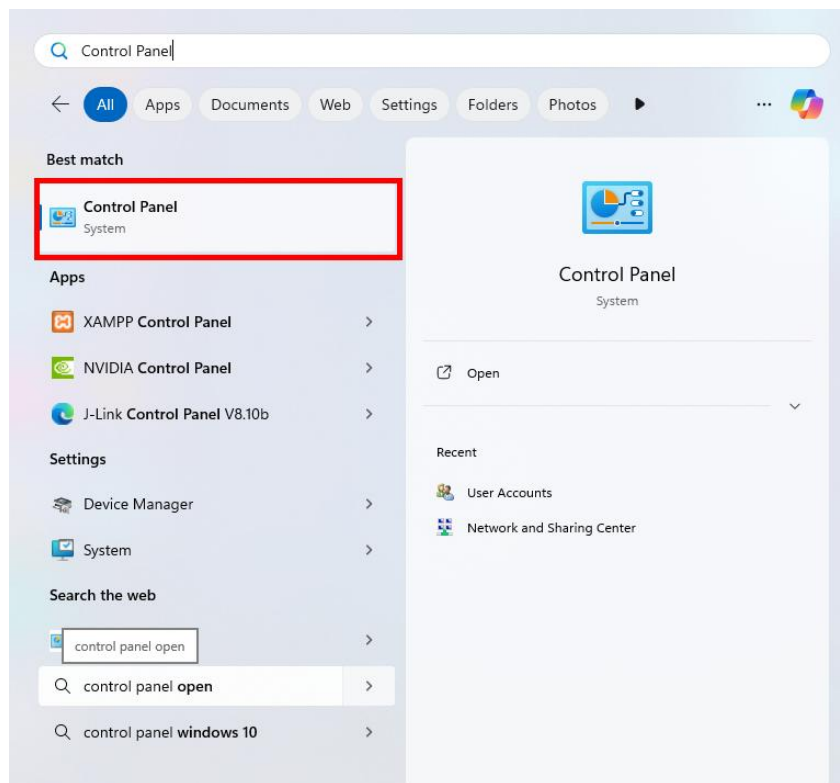 Control Panel
All Apps Documents Web Settings Folders Photos
Best match
Control Panel
System
Apps
XAMPP Control Panel
NVIDIA Control Panel
J-Link Control Panel V8.10b
Settings
Device Manager
System
Search the web
control panel open
control panel open
control panel windows 10
Control Panel
System
Open
Recent
User Accounts
Network and Sharing Center